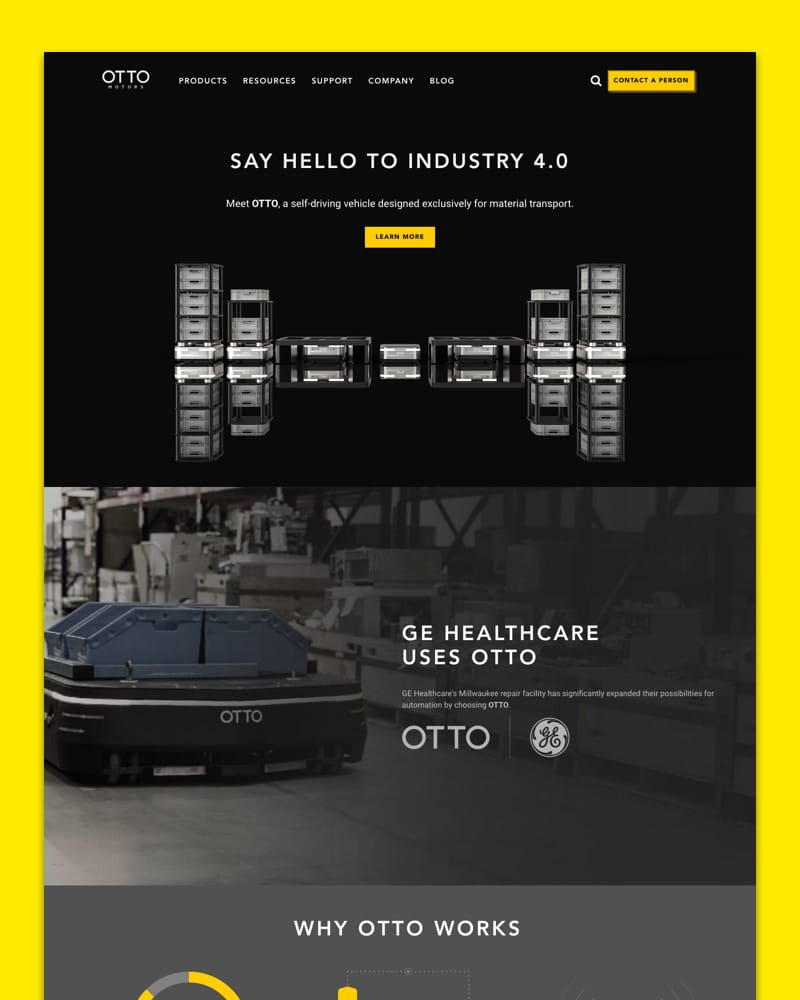 OTTO
MOTORS
PRODUCTS RESOURCES SUPPORT COMPANY BLOG
CONTACT A PERSON
SAY HELLO TO INDUSTRY 4.0
Meet OTTO, a self-driving vehicle designed exclusively for material transport.
LEARN MORE
OTTO
GE HEALTHCARE
USES OTTO
GE Healthcare's Millwaukee repair facility has significantly expanded their possibilities for
automation by choosing OTTO.
OTTO GE
WHY OTTO WORKS